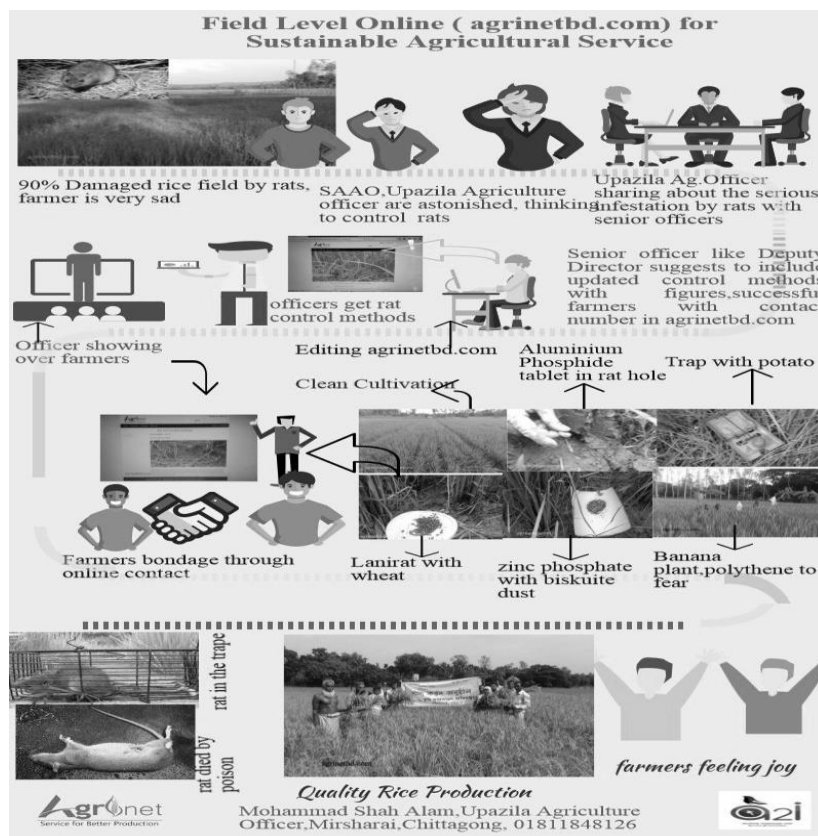 Field Level Online ( agrinetbd.com) for
Sustainable Agricultural Service
90% Damaged rice field by rats,
farmer is very sad
SAAO,Upazila Agriculture
officer are astonished, thinking
to control rats
Upazila Ag.Officer
sharing about the serious
infestation by rats with
senior officers
Officer showing
over farmers
officers get rat
control methods
Editing agrinetbd.com
Senior officer like Deputy
Director suggests to include
updated control methods
with figures,successful
farmers with contact
number in agrinetbd.com
Clean Cultivation
Aluminium
Phosphide
tablet in rat hole
Trap with potato
Farmers bondage through
online contact
Lanirat with
wheat
zinc phosphate
with biskuite
dust
Banana
plant,polythene to
fear
rat in the trape
rat died by
poison
agrinetbd.com
Quality Rice Production
farmers feeling joy
Agronet
Service for Better Production
Mohammad Shah Alam,Upazila Agriculture
Officer,Mirsharai,Chittagong, 01811848126
a2i